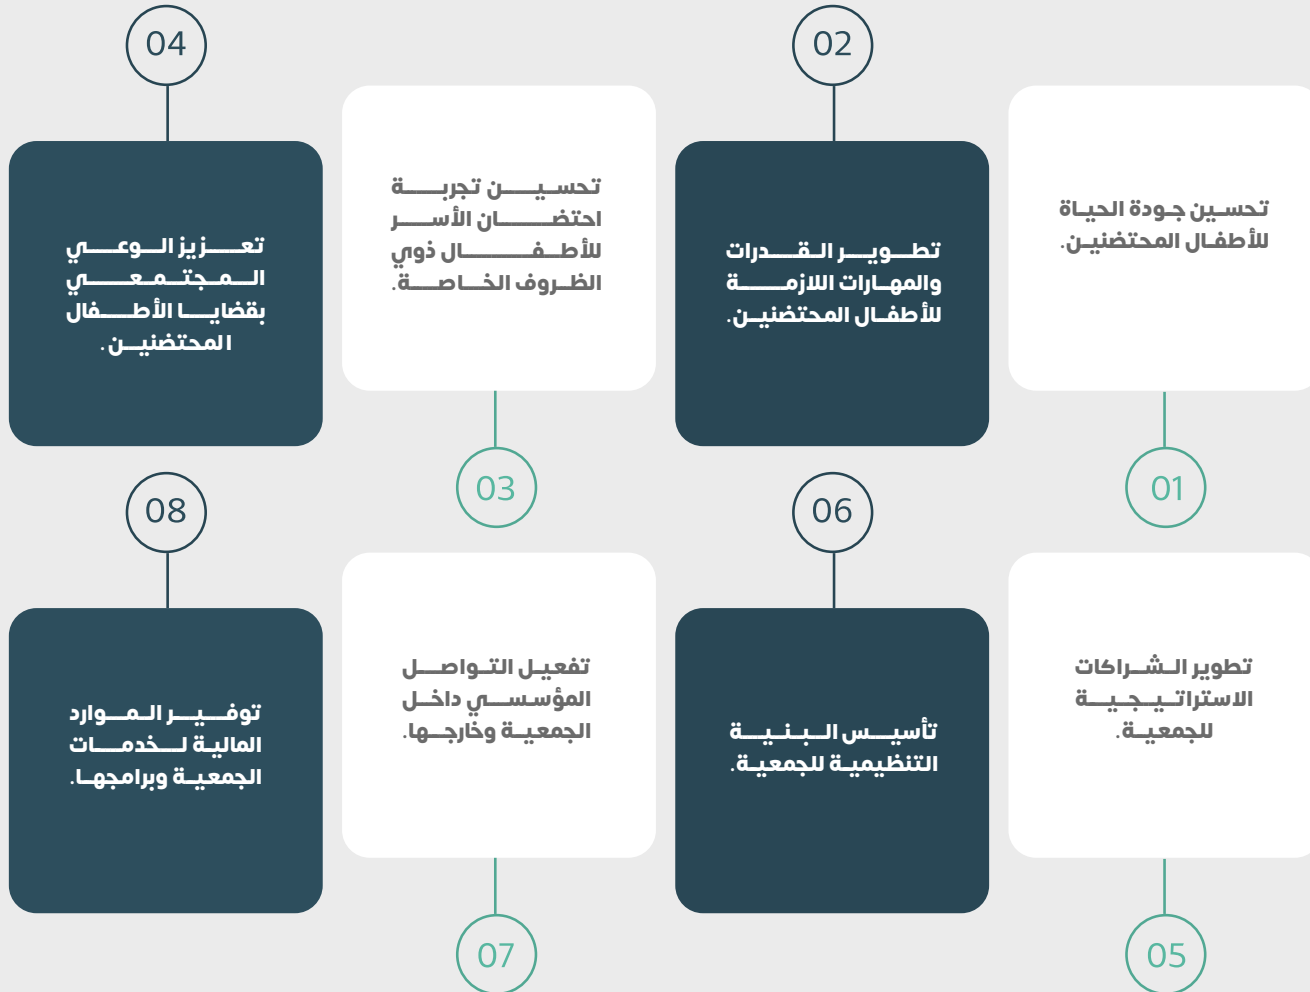 01
تحسين جودة الحياة
للأطفال المحتضنين.
02
تطوير القدرات
والمهارات اللازمة
للأطفال المحتضنين.
03
تحسين تجربة
احتضان الأسر
للأطفال ذوي
الظروف الخاصة.
04
تعزيز الوعي
المجتمعي
بقضايا الأطفال
المحتضنين.
05
تطوير الشراكات
الاستراتيجية
للجمعية.
06
تأسيس البنية
التنظيمية للجمعية.
07
تفعيل التواصل
المؤسسي داخل
الجمعية وخارجها.
08
توفير الموارد
المالية لخدمات
الجمعية وبرامجها.